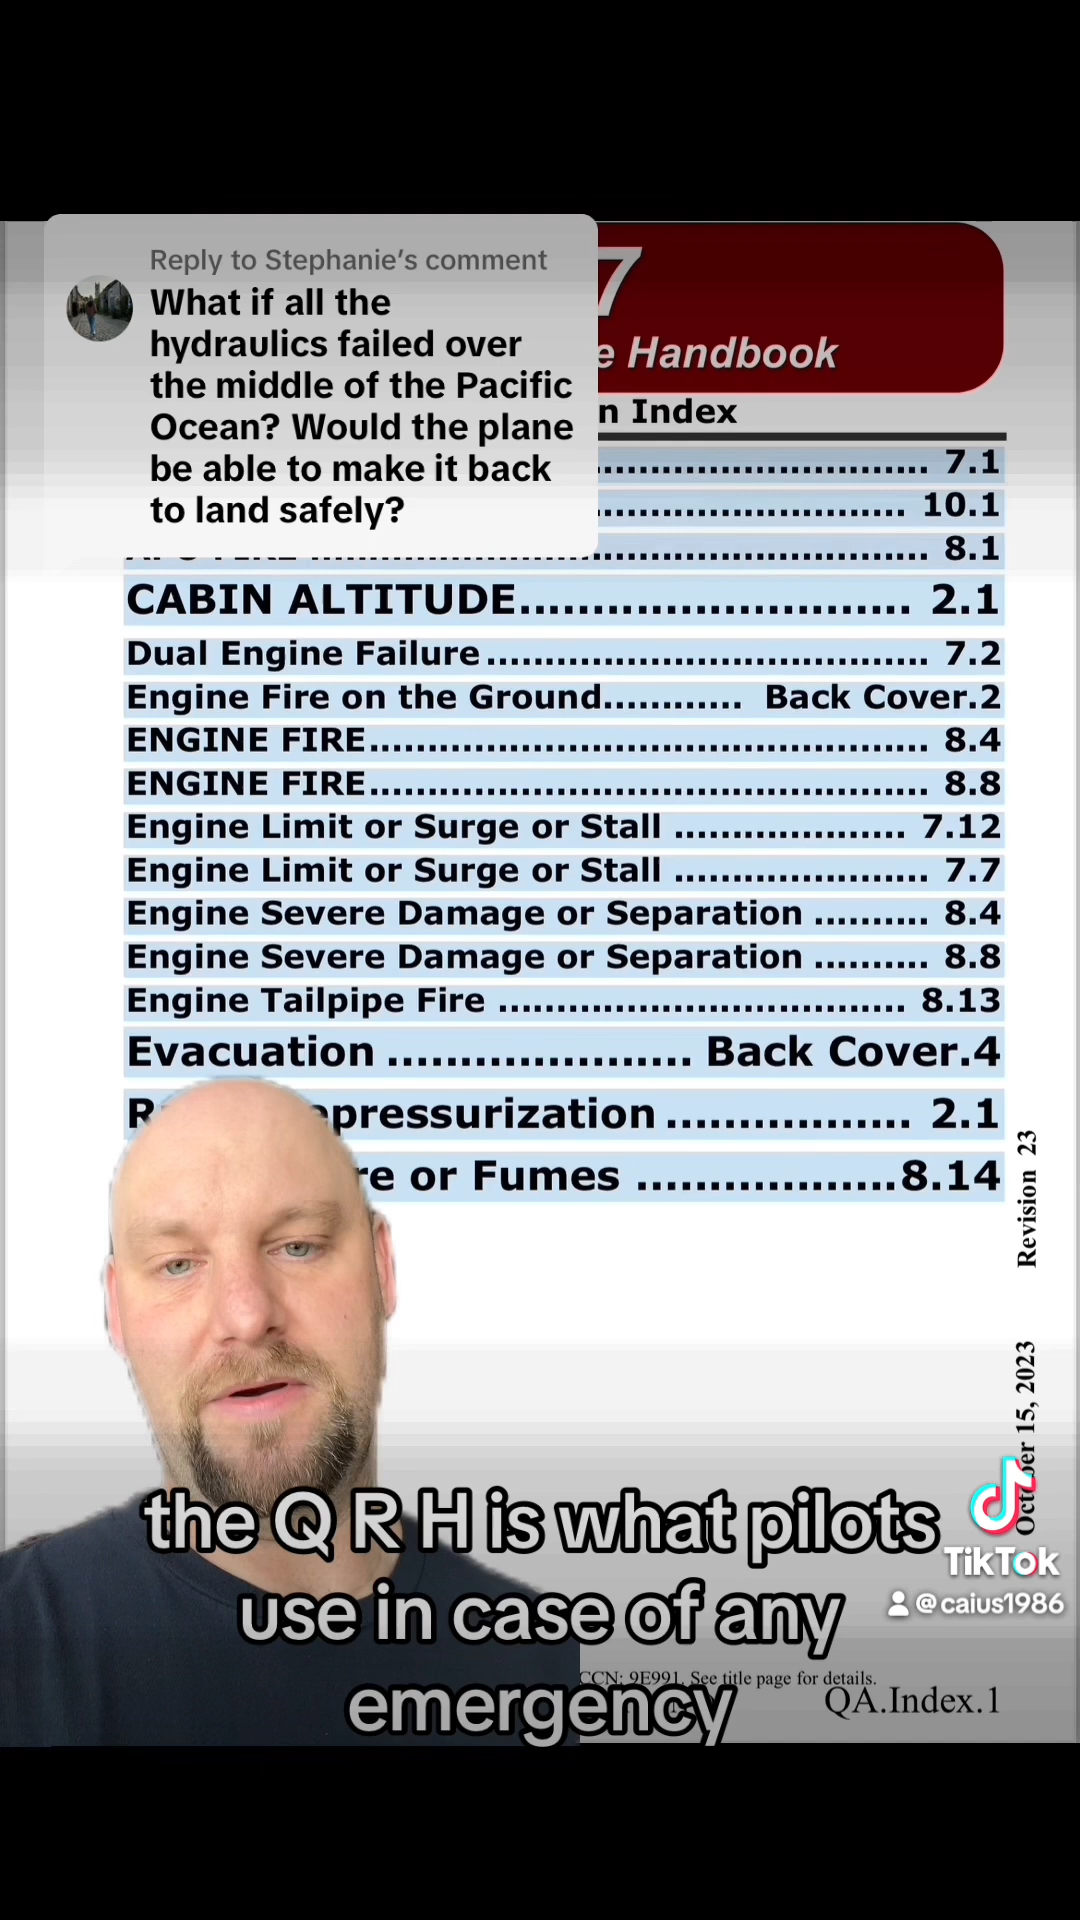 Reply to Stephanie's comment
What if all the
hydraulics failed over
the middle of the Pacific
Ocean? Would the plane
be able to make it back
to land safely?
7
Handbook
Index
7.1
10.1
8.1
CABIN ALTITUDE 2.1
Dual Engine Failure 7.2
Engine Fire on the Ground Back Cover.2
ENGINE FIRE 8.4
ENGINE FIRE 8.8
Engine Limit or Surge or Stall 7.12
Engine Limit or Surge or Stall 7.7
Engine Severe Damage or Separation 8.4
Engine Severe Damage or Separation 8.8
Engine Tailpipe Fire 8.13
Evacuation Back Cover.4
2.1
or Fumes 8.14
Revision 23
15, 2023
the Q R H is what pilots
use in case of any
emergency
TikTok
@caius1986
9E991. See title page for details.
QA.Index.1